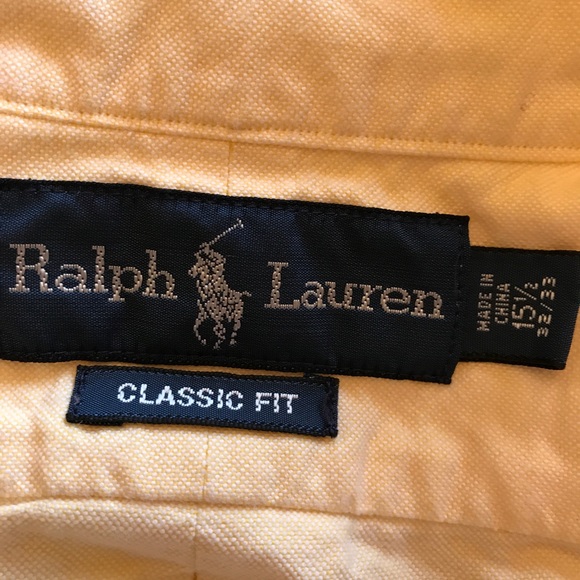 Ralph Lauren
MADE IN
CHINA
15½
32/33
CLASSIC FIT